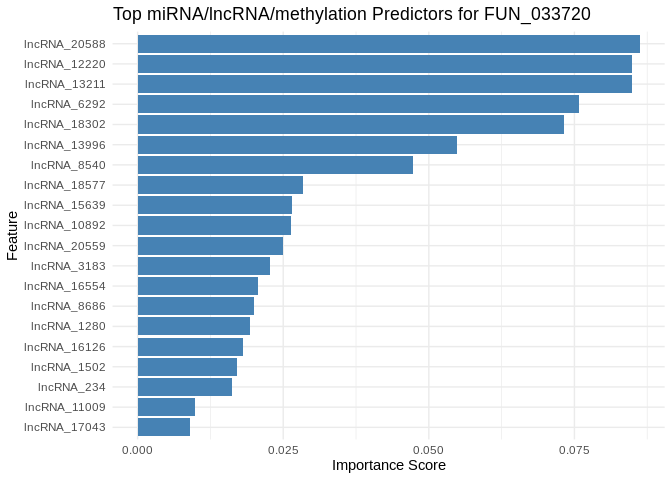 Top miRNA/lncRNA/methylation Predictors for FUN_033720
Feature
lncRNA_20588
lncRNA_12220
lncRNA_13211
lncRNA_6292
lncRNA_18302
lncRNA_13996
lncRNA_8540
lncRNA_18577
lncRNA_15639
lncRNA_10892
lncRNA_20559
lncRNA_3183
lncRNA_16554
lncRNA_8686
lncRNA_1280
lncRNA_16126
lncRNA_1502
lncRNA_234
lncRNA_11009
lncRNA_17043
0.000 0.025 0.050 0.075
Importance Score